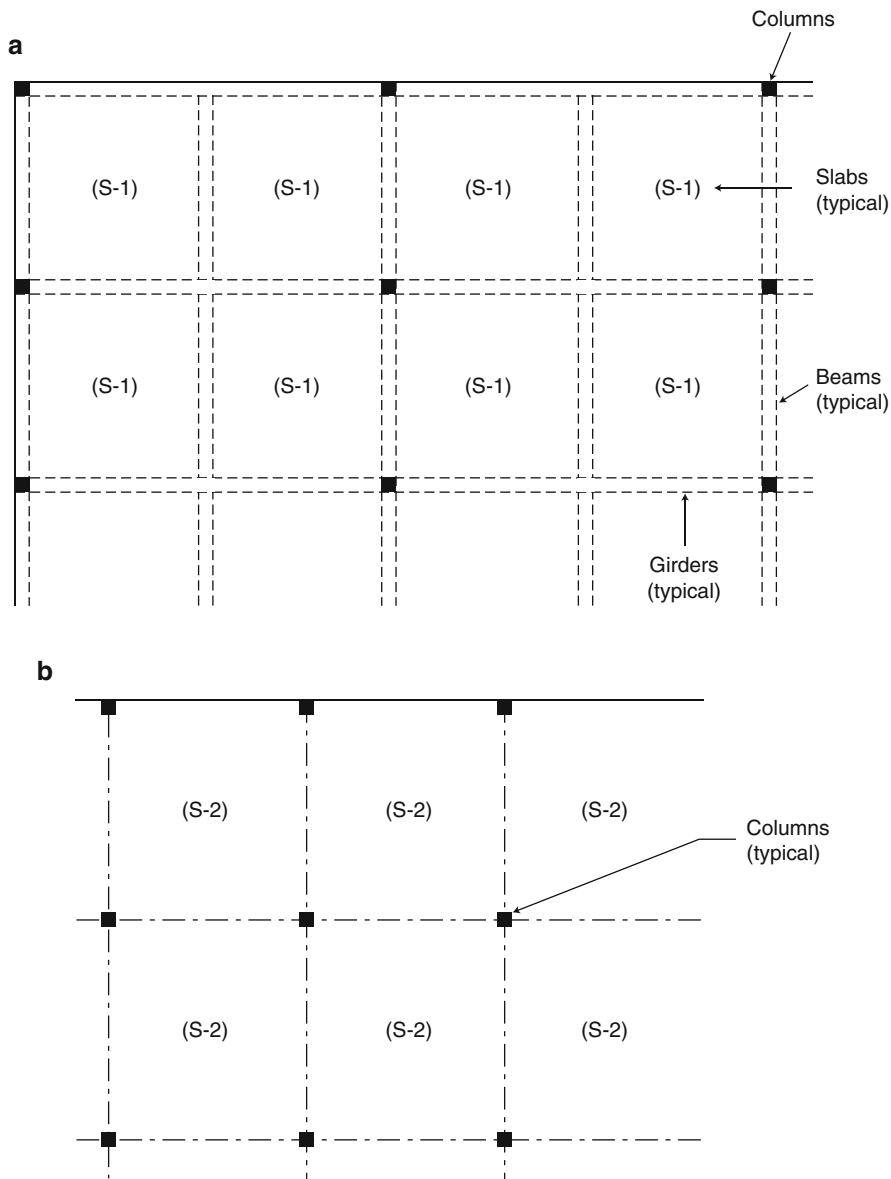 Columns
a
(S-1) (S-1) (S-1) (S-1)
Slabs
(typical)
(S-1) (S-1) (S-1) (S-1)
Beams
(typical)
Girders
(typical)
b
(S-2) (S-2) (S-2)
Columns
(typical)
(S-2) (S-2) (S-2)